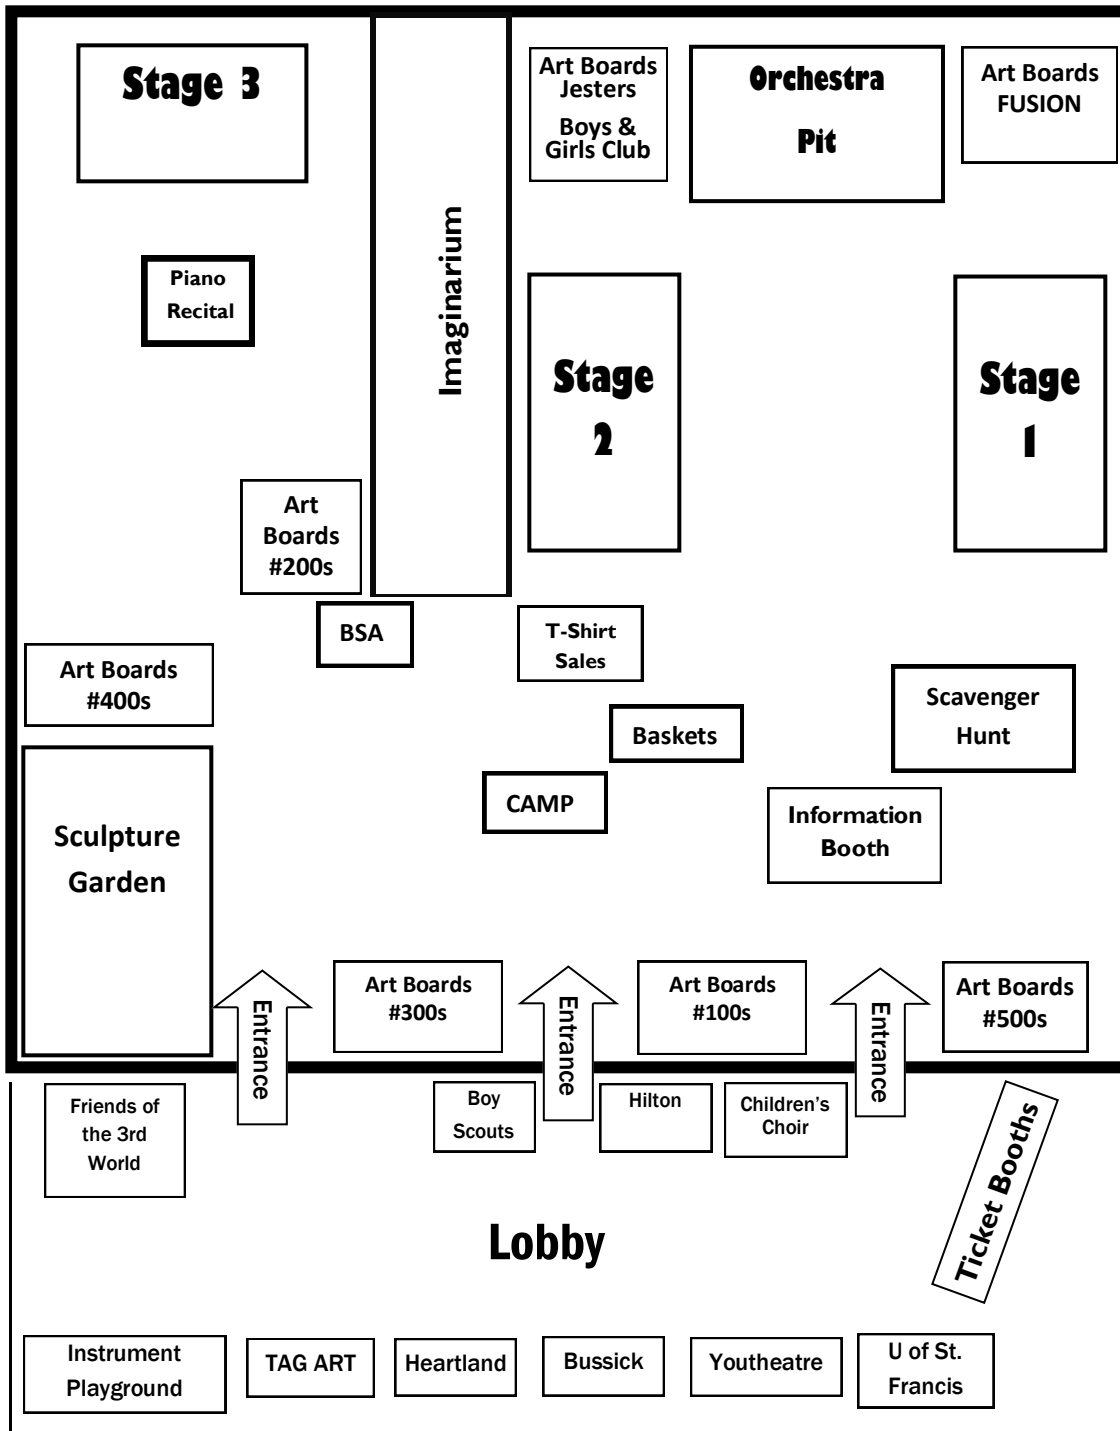 Stage 3
Art Boards
Jesters
Boys &
Girls Club
Orchestra
Pit
Art Boards
FUSION
Piano
Recital
Imaginarium
Stage
2
Stage
1
Art
Boards
#200s
BSA
T-Shirt
Sales
Art Boards
#400s
Scavenger
Hunt
Baskets
CAMP
Information
Booth
Sculpture
Garden
Entrance
Art Boards
#300s
Entrance
Art Boards
#100s
Entrance
Art Boards
#500s
Friends of
the 3rd
World
Boy
Scouts
Hilton
Children's
Choir
Ticket Booths
Lobby
Instrument
Playground
TAG ART
Heartland
Bussick
Youtheatre
U of St.
Francis